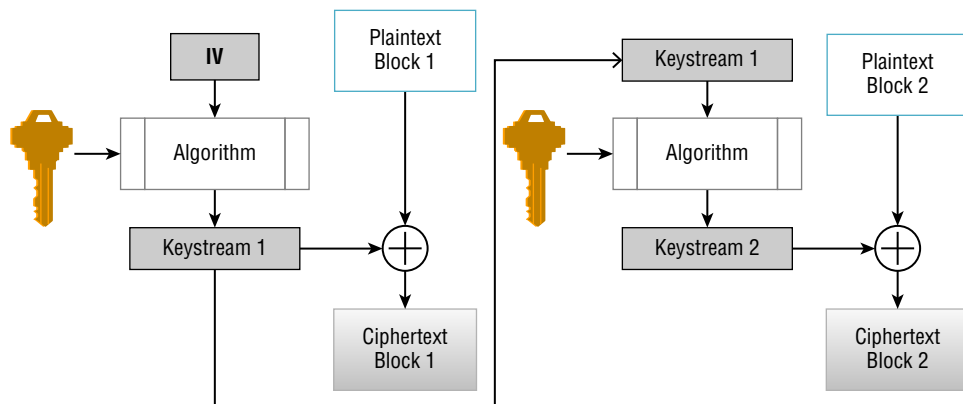 IV
Plaintext
Block 1
Algorithm
Keystream 1
Ciphertext
Block 1
Keystream 1
Plaintext
Block 2
Algorithm
Keystream 2
Ciphertext
Block 2